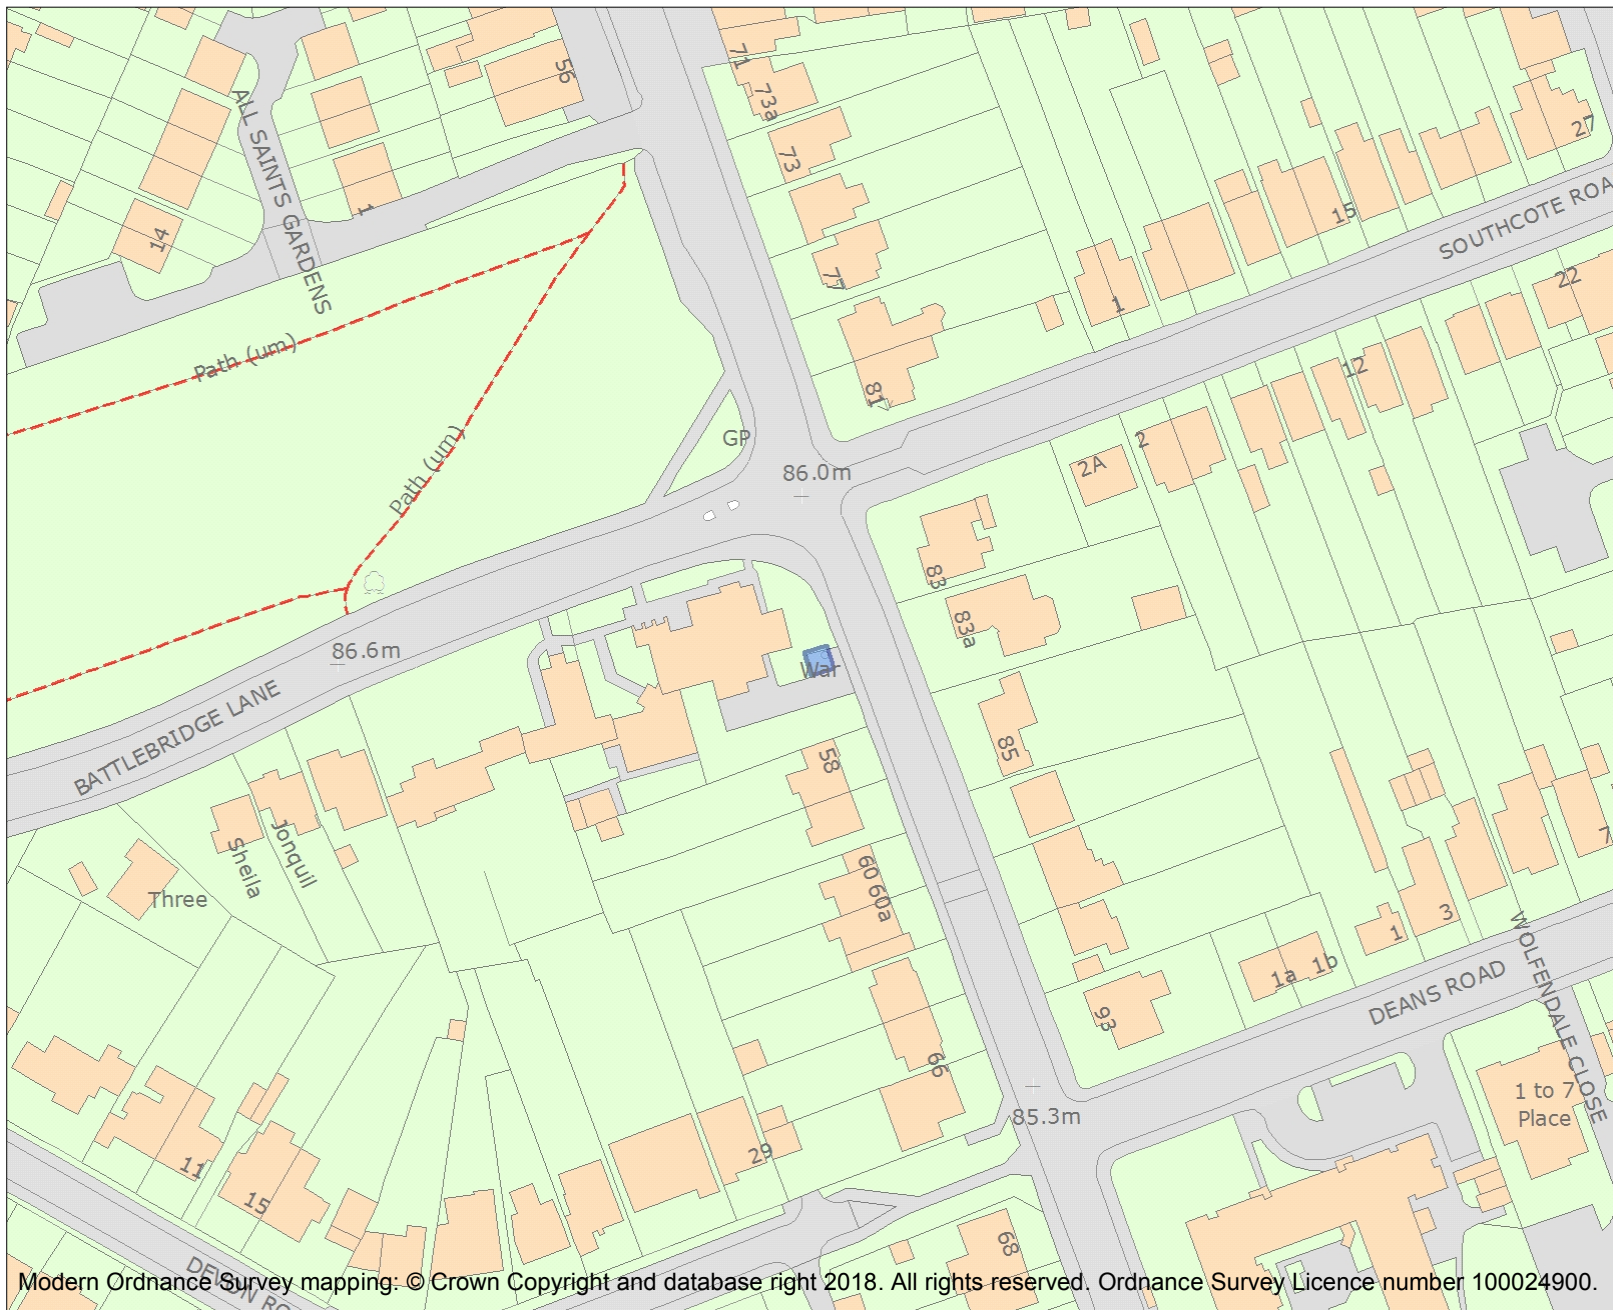 56
71
73a
27
ALL SAINTS GARDENS
73
1
15
14
SOUTHCOTE ROA
77
22
1
Path (um)
12
81
GP
2
2A
86.0m
Path (um)
83
83a
86.6m
War
BATTLEBRIDGE LANE
85
58
Jonquil
Sheila
7
60
60a
Three
3
1
WOLFENDALE CLOSE
1b
1a
DEANS ROAD
93
66
1 to 7
Place
85.3m
29
11
15
68
DEVON RO
Modern Ordnance Survey mapping: © Crown Copyright and database right 2018. All rights reserved. Ordnance Survey Licence number 100024900.